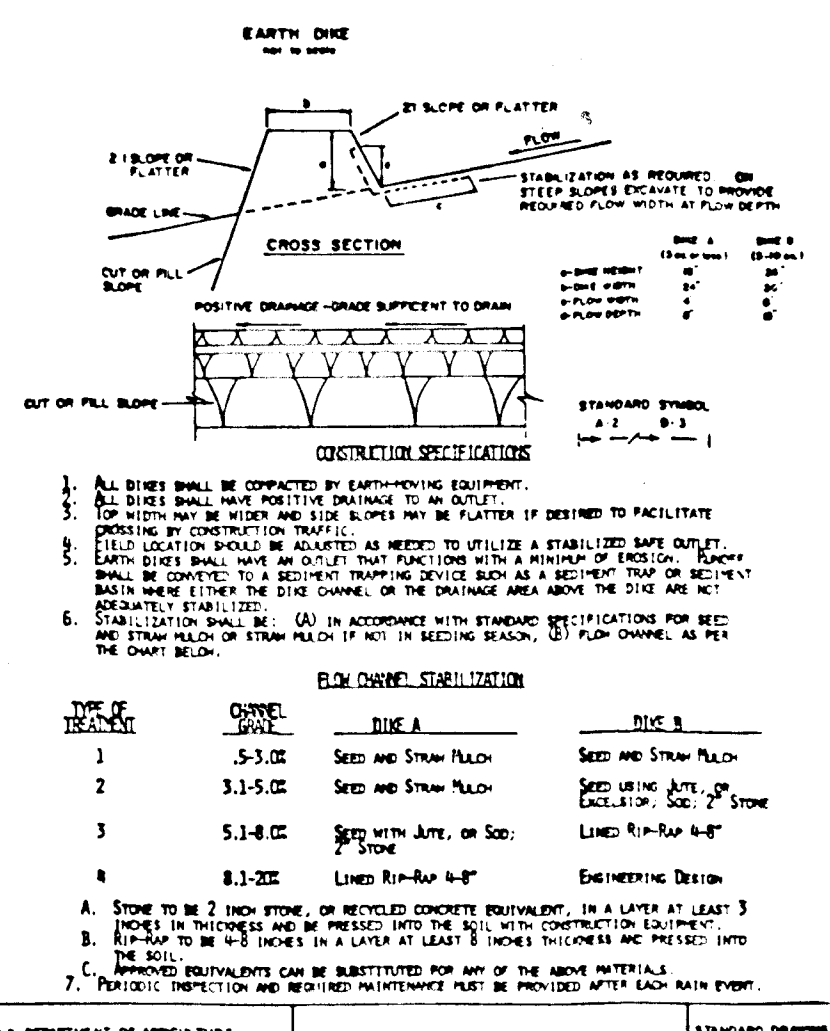 EARTH DIKE
not to scale
b
2:1 SLOPE OR FLATTER
FLOW
2:1 SLOPE OR
FLATTER
a
c
STABILIZATION AS REQUIRED. ON
STEEP SLOPES EXCAVATE TO PROVIDE
REQUIRED FLOW WIDTH AT FLOW DEPTH
GRADE LINE
CROSS SECTION
CUT OR FILL
SLOPE
DIKE A DIKE B
a-DIKE HEIGHT 18" 36"
b-DIKE WIDTH 24" 36"
c-FLOW WIDTH 4'
d-FLOW DEPTH 8"
POSITIVE DRAINAGE-GRADE SUFFICENT TO DRAIN
CUT OR FILL SLOPE
STANDARD SYMBOL
A-2 B-3
CONSTRUCTION SPECIFICATIONS
1. ALL DIKES SHALL BE COMPACTED BY EARTH-MOVING EQUIPMENT.
2. ALL DIKES SHALL HAVE POSITIVE DRAINAGE TO AN OUTLET.
3. TOP WIDTH MAY BE WIDER AND SIDE SLOPES MAY BE FLATTER IF DESIRED TO FACILITATE
CROSSING BY CONSTRUCTION TRAFFIC.
4. FIELD LOCATION SHOULD BE ADJUSTED AS NEEDED TO UTILIZE A STABILIZED SAFE OUTLET.
5. EARTH DIKES SHALL HAVE AN OUTLET THAT FUNCTIONS WITH A MINIMUM OF EROSION. RUNOFF
SHALL BE CONVEYED TO A SEDIMENT TRAPPING DEVICE SUCH AS A SEDIMENT TRAP OR SEDIMENT
BASIN WHERE EITHER THE DIKE CHANNEL OR THE DRAINAGE AREA ABOVE THE DIKE ARE NOT
ADEQUATELY STABILIZED.
6. STABILIZATION SHALL BE: (A) IN ACCORDANCE WITH STANDARD SPECIFICATIONS FOR SEED
AND STRAW MULCH OR STRAW MULCH IF NOT IN SEEDING SEASON, (B) FLOW CHANNEL AS PER
THE CHART BELOW.
FLOW CHANNEL STABILIZATION
TYPE OF TREATMENT CHANNEL GRADE DIKE A DIKE B
1 .5-3.0% SEED AND STRAW MULCH SEED AND STRAW MULCH
2 3.1-5.0% SEED AND STRAW MULCH SEED USING JUTE, OR
EXCELSIOR; SOD; 2" STONE
3 5.1-8.0% SEED WITH JUTE, OR SOD; LINED RIP-RAP 4-8"
2" STONE
4 8.1-20% LINED RIP-RAP 4-8" ENGINEERING DESIGN
A. STONE TO BE 2 INCH STONE, OR RECYCLED CONCRETE EQUIVALENT, IN A LAYER AT LEAST 3
INCHES IN THICKNESS AND BE PRESSED INTO THE SOIL WITH CONSTRUCTION EQUIPMENT.
B. RIP-RAP TO BE 4-8 INCHES IN A LAYER AT LEAST 8 INCHES THICKNESS AND PRESSED INTO
THE SOIL.
C. APPROVED EQUIVALENTS CAN BE SUBSTITUTED FOR ANY OF THE ABOVE MATERIALS.
7. PERIODIC INSPECTION AND REQUIRED MAINTENANCE MUST BE PROVIDED AFTER EACH RAIN EVENT.
DEPARTMENT OF AGRICULTURE
STANDARD DRAWING